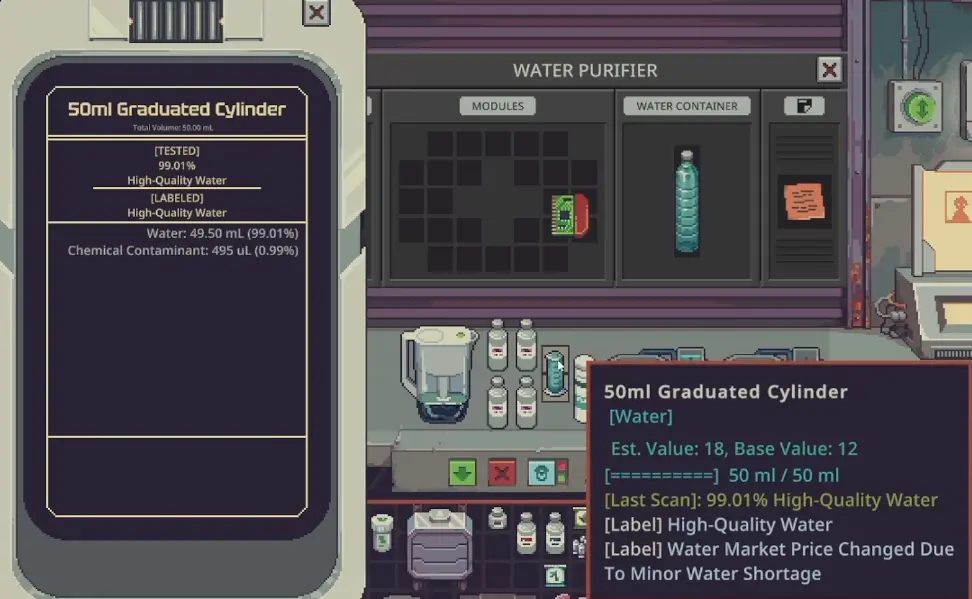 50ml Graduated Cylinder
Total Volume: 50.00 mL
[TESTED]
99.01%
High-Quality Water
[LABELED]
High-Quality Water
Water: 49.50 mL (99.01%)
Chemical Contaminant: 495 uL (0.99%)
WATER PURIFIER
MODULES
WATER CONTAINER
50ml Graduated Cylinder
[Water]
Est. Value: 18, Base Value: 12
[==========] 50 ml / 50 ml
[Last Scan]: 99.01% High-Quality Water
[Label] High-Quality Water
[Label] Water Market Price Changed Due
To Minor Water Shortage